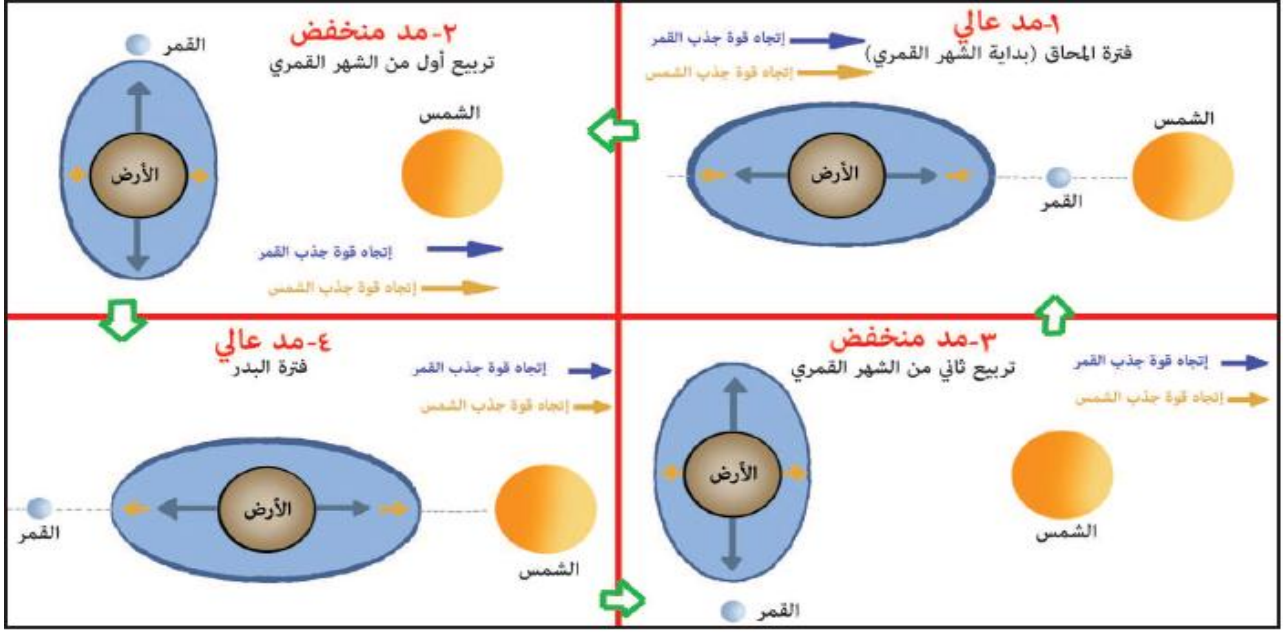 ١-مد عالي
فترة المحاق (بداية الشهر القمري)
إتجاه قوة جذب القمر
إتجاه قوة جذب الشمس
الشمس
القمر
الأرض
٢-مد منخفض
تربيع أول من الشهر القمري
القمر
الشمس
الأرض
إتجاه قوة جذب القمر
إتجاه قوة جذب الشمس
٣-مد منخفض
تربيع ثاني من الشهر القمري
إتجاه قوة جذب القمر
إتجاه قوة جذب الشمس
الأرض
الشمس
القمر
٤-مد عالي
فترة البدر
إتجاه قوة جذب القمر
إتجاه قوة جذب الشمس
الأرض
القمر
الشمس